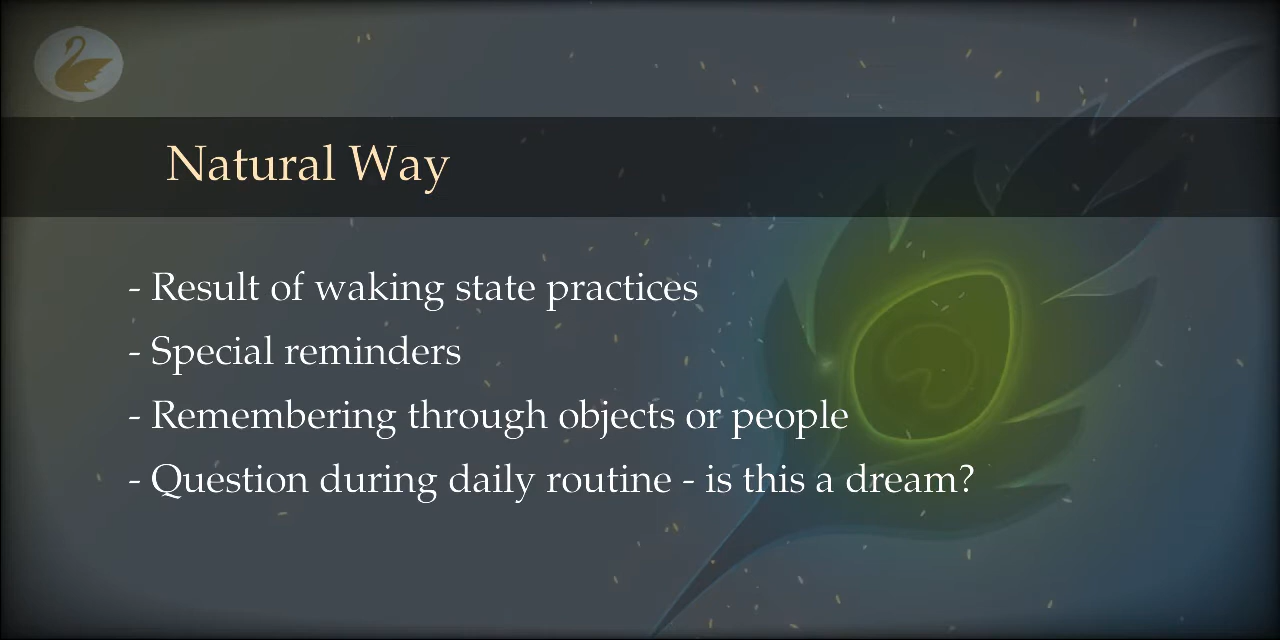 Natural Way
- Result of waking state practices
- Special reminders
- Remembering through objects or people
- Question during daily routine - is this a dream?